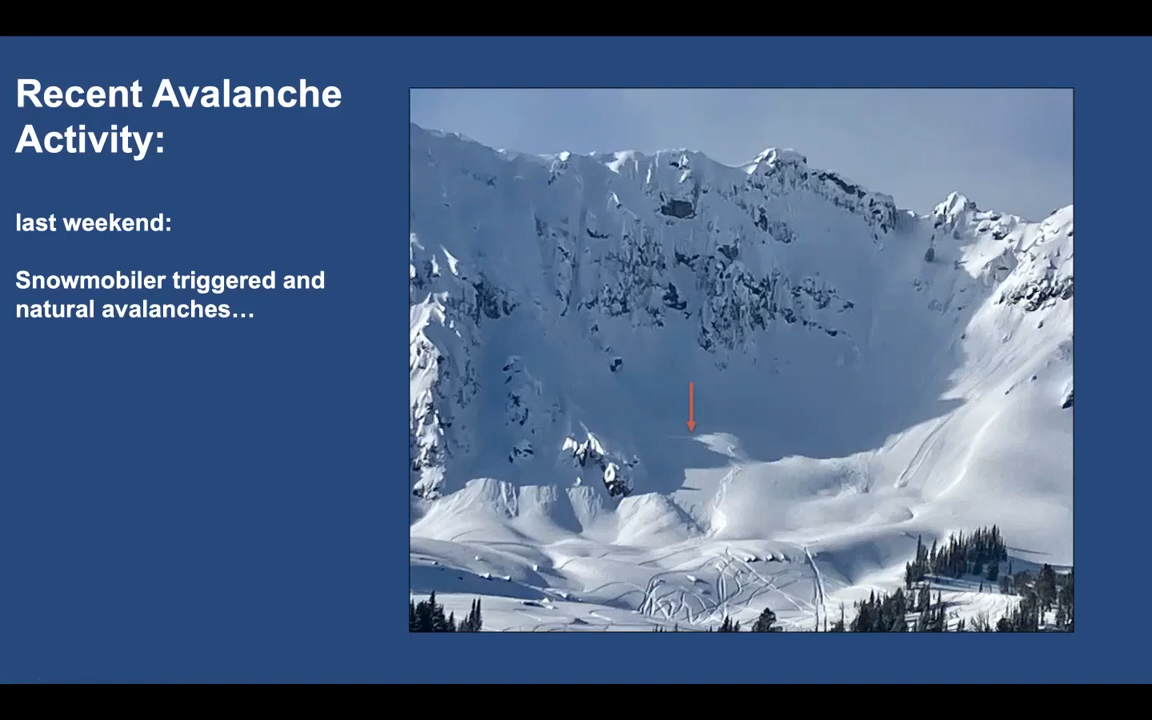 Recent Avalanche
Activity:
last weekend:
Snowmobiler triggered and
natural avalanches…